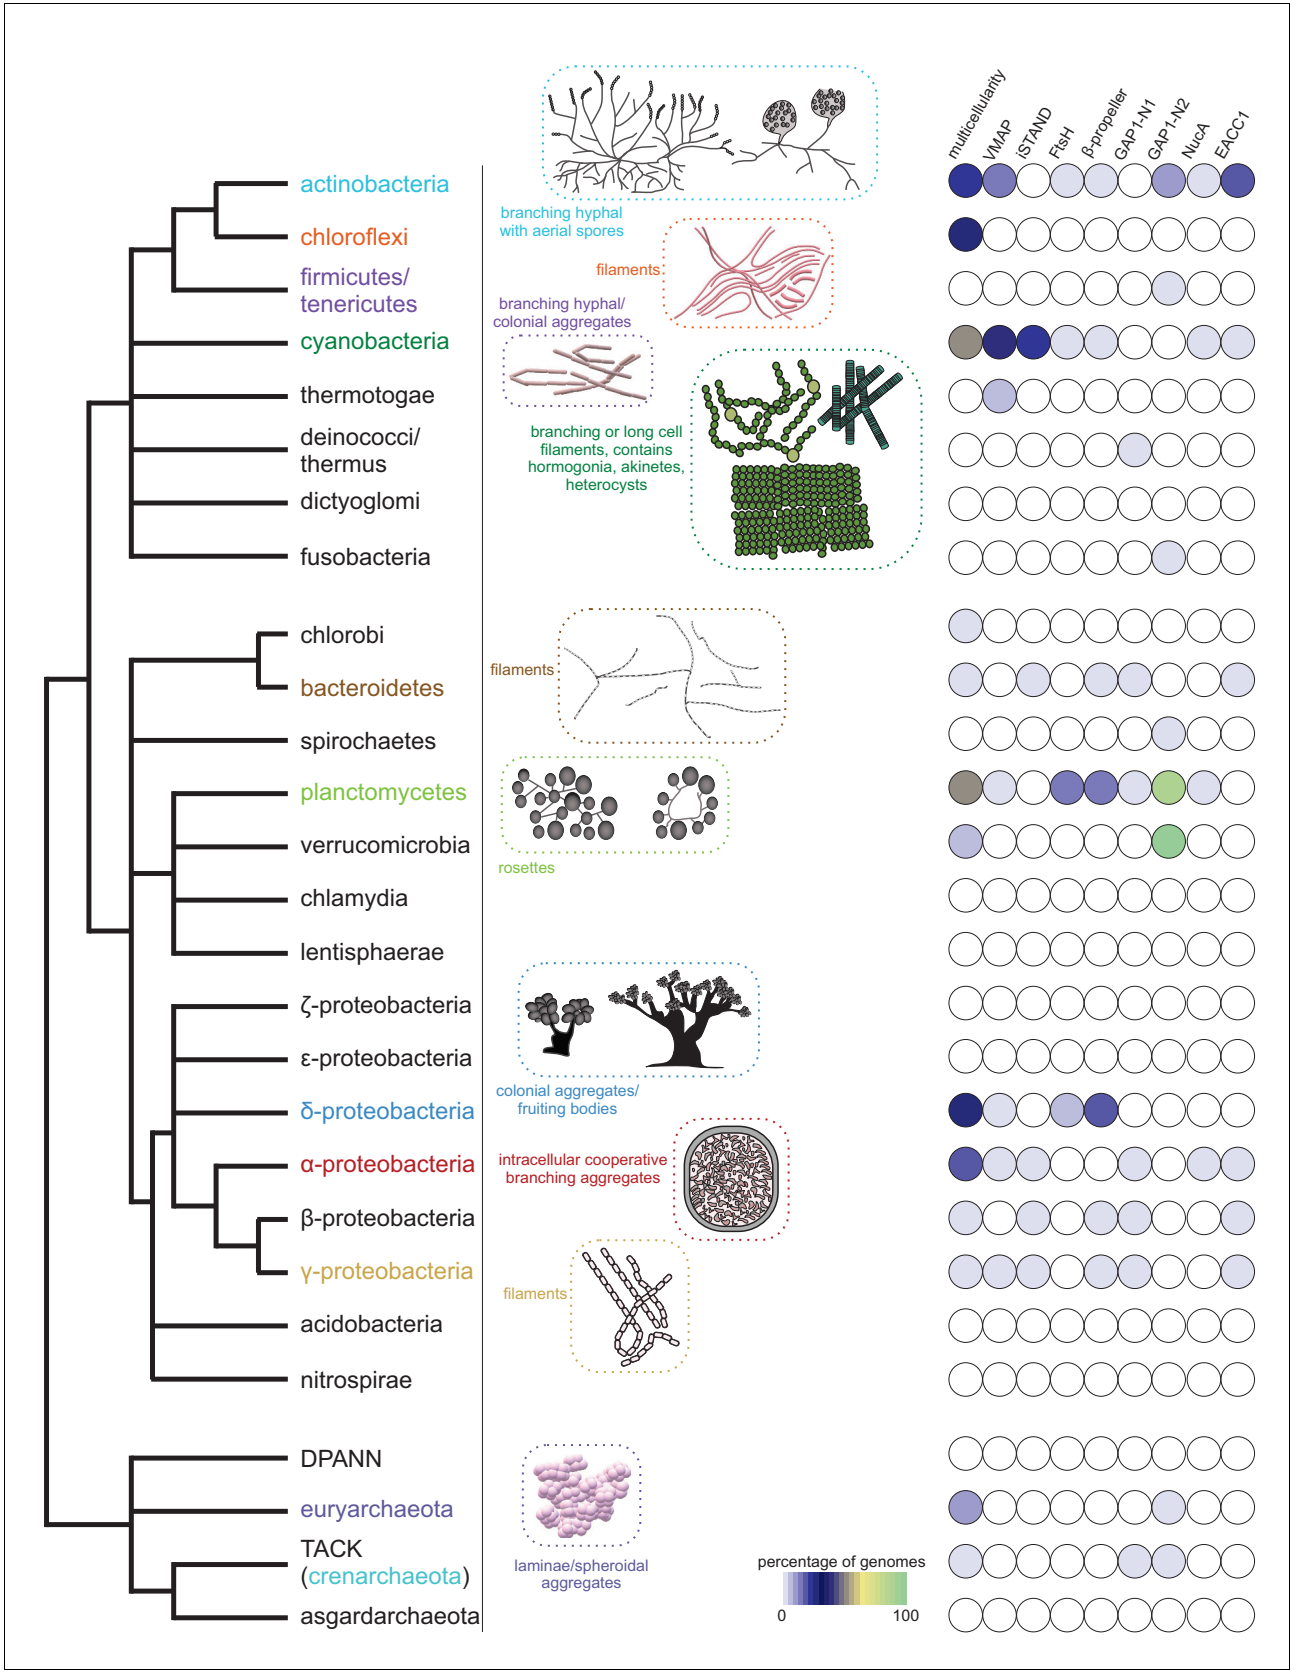 multicellularity
VMAP
iSTAND
FtsH
β-propeller
GAP1-N1
GAP1-N2
NucA
EACC1
actinobacteria
branching hyphal
with aerial spores
chloroflexi
filaments
firmicutes/
tenericutes
branching hyphal/
colonial aggregates
cyanobacteria
thermotogae
branching or long cell
filaments, contains
hormogonia, akinetes,
heterocysts
deinococci/
thermus
dictyoglomi
fusobacteria
chlorobi
filaments
bacteroidetes
spirochaetes
planctomycetes
verrucomicrobia
rosettes
chlamydia
lentisphaerae
ζ-proteobacteria
ε-proteobacteria
colonial aggregates/
fruiting bodies
δ-proteobacteria
intracellular cooperative
branching aggregates
α-proteobacteria
β-proteobacteria
γ-proteobacteria
filaments
acidobacteria
nitrospirae
DPANN
euryarchaeota
TACK
(crenarchaeota)
laminae/spheroidal
aggregates
asgardarchaeota
percentage of genomes
0 100